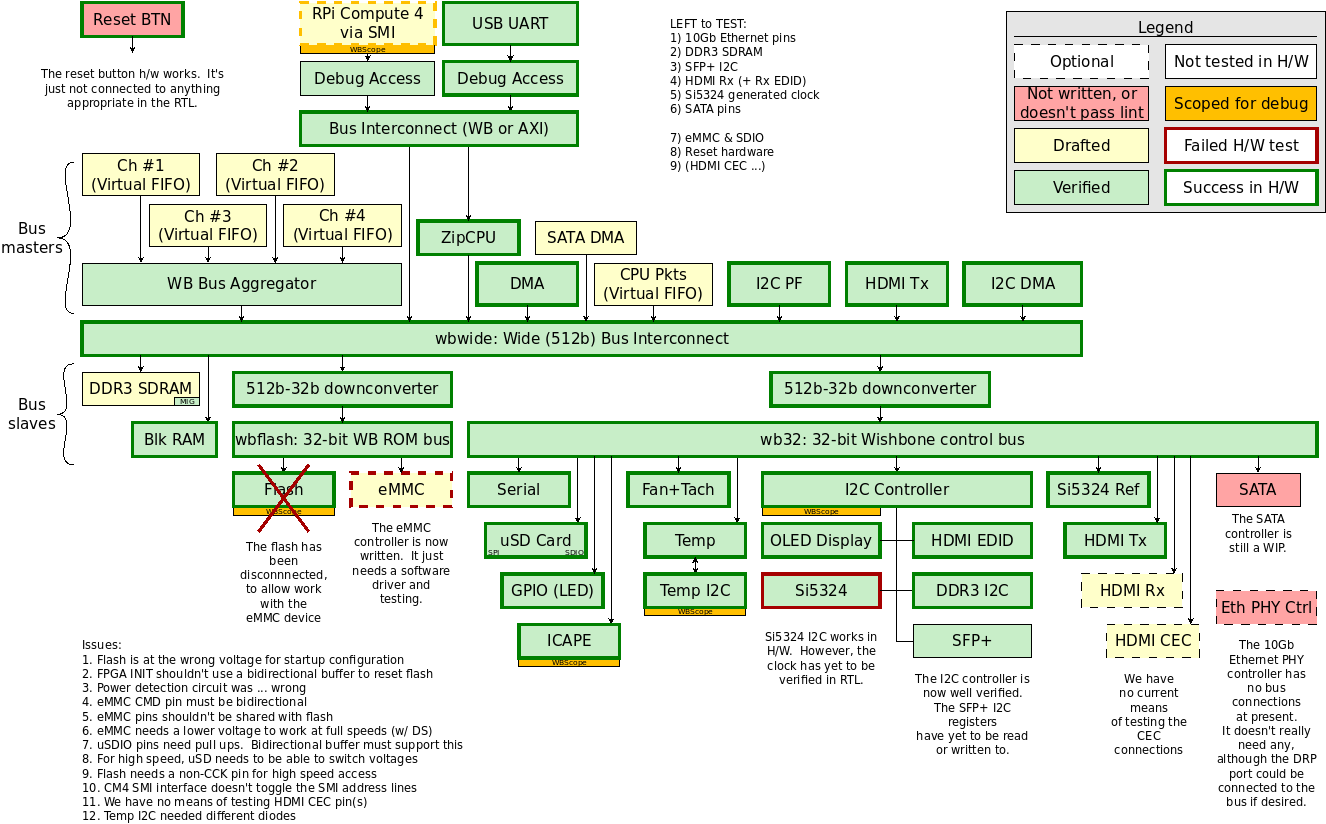 Reset BTN
The reset button h/w works.  It's
just not connected to anything
appropriate in the RTL.
RPi Compute 4
via SMI
WBScope
USB UART
Debug Access
Debug Access
Bus Interconnect (WB or AXI)
LEFT to TEST:
1) 10Gb Ethernet pins
2) DDR3 SDRAM
3) SFP+ I2C
4) HDMI Rx (+ Rx EDID)
5) Si5324 generated clock
6) SATA pins
7) eMMC & SDIO
8) Reset hardware
9) (HDMI CEC ...)
Legend
Optional
Not tested in H/W
Not written, or
doesn't pass lint
Scoped for debug
Drafted
Failed H/W test
Verified
Success in H/W
Bus
masters
Ch #1
(Virtual FIFO)
Ch #2
(Virtual FIFO)
Ch #3
(Virtual FIFO)
Ch #4
(Virtual FIFO)
WB Bus Aggregator
ZipCPU
SATA DMA
DMA
CPU Pkts
(Virtual FIFO)
I2C PF
HDMI Tx
I2C DMA
wbwide: Wide (512b) Bus Interconnect
Bus
slaves
DDR3 SDRAM
MIG
512b-32b downconverter
512b-32b downconverter
Blk RAM
wbflash: 32-bit WB ROM bus
wb32: 32-bit Wishbone control bus
Flash
WBScope
The flash has
been
disconnnected,
to allow work
with the
eMMC device
eMMC
The eMMC
controller is now
written.  It just
needs a software
driver and
testing.
Serial
uSD Card
SPI
SDIO
GPIO (LED)
ICAPE
WBScope
Fan+Tach
Temp
Temp I2C
WBScope
I2C Controller
WBScope
OLED Display
HDMI EDID
Si5324
DDR3 I2C
SFP+
Si5324 I2C works in
H/W.  However, the
clock has yet to be
verified in RTL.
The I2C controller is
now well verified.
The SFP+ I2C
registers
have yet to be read
or written to.
Si5324 Ref
HDMI Tx
HDMI Rx
HDMI CEC
We have
no current
means
of testing the
CEC
connections
SATA
The SATA
controller is
still a WIP.
Eth PHY Ctrl
The 10Gb
Ethernet PHY
controller has
no bus
connections
at present.
It doesn't really
need any,
although the DRP
port could be
connected to the
bus if desired.
Issues:
1. Flash is at the wrong voltage for startup configuration
2. FPGA INIT shouldn't use a bidirectional buffer to reset flash
3. Power detection circuit was ... wrong
4. eMMC CMD pin must be bidirectional
5. eMMC pins shouldn't be shared with flash
6. eMMC needs a lower voltage to work at full speeds (w/ DS)
7. uSDIO pins need pull ups.  Bidirectional buffer must support this
8. For high speed, uSD needs to be able to switch voltages
9. Flash needs a non-CCK pin for high speed access
10. CM4 SMI interface doesn't toggle the SMI address lines
11. We have no means of testing HDMI CEC pin(s)
12. Temp I2C needed different diodes